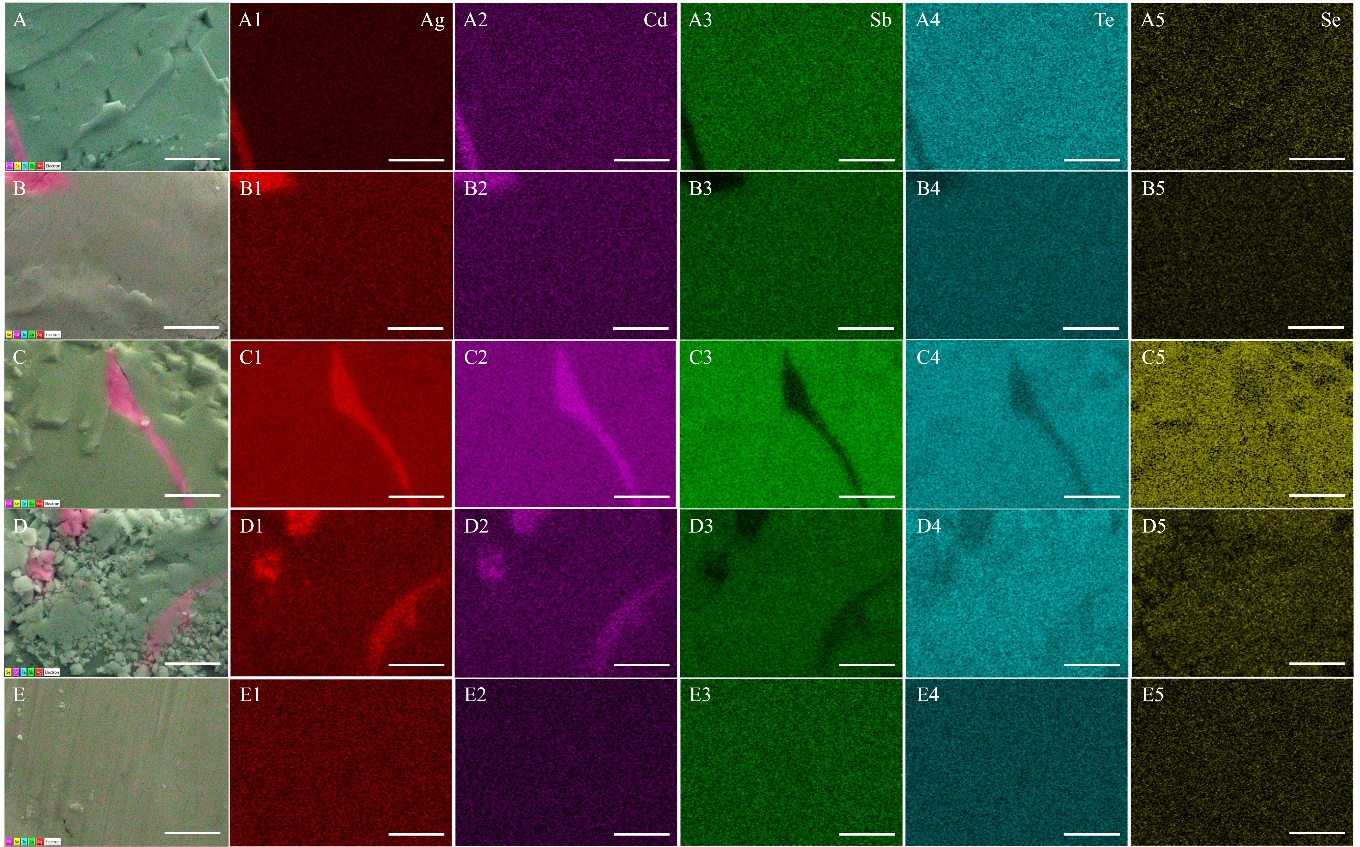 A A1 Ag A2 Cd A3 Sb A4 Te A5 Se
B B1 B2 B3 B4 B5
C C1 C2 C3 C4 C5
D D1 D2 D3 D4 D5
E E1 E2 E3 E4 E5